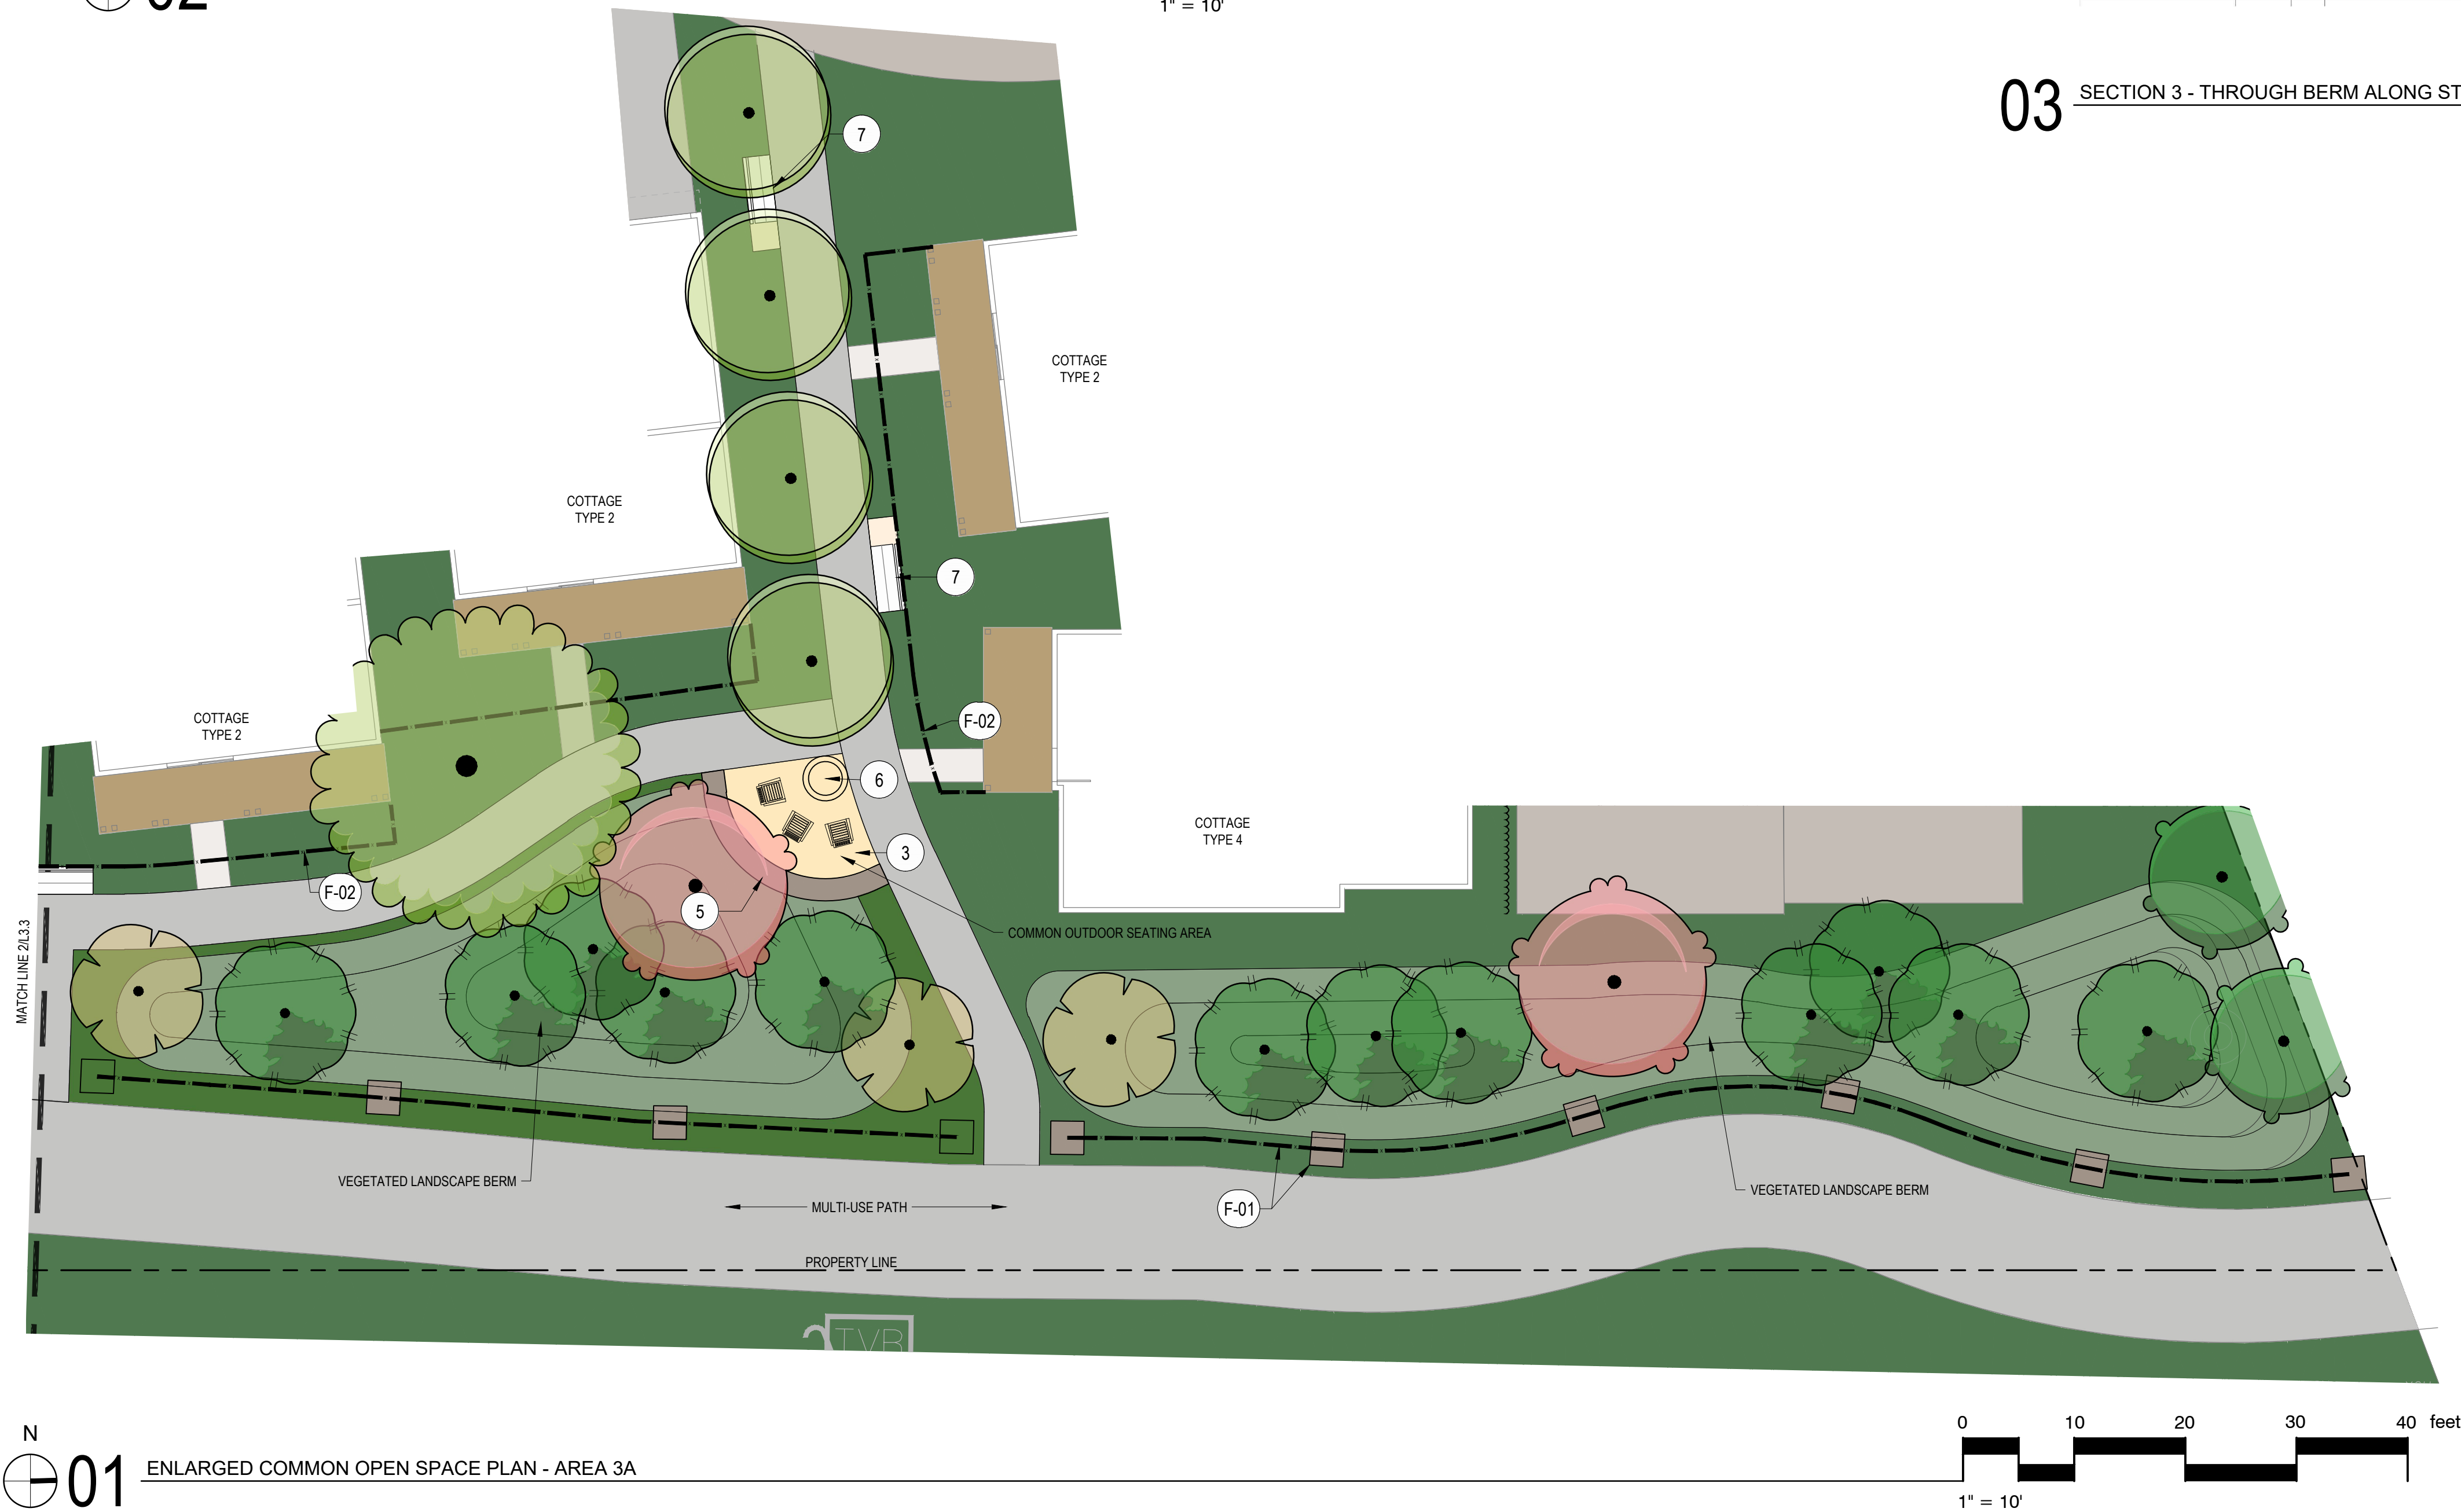 02
1" = 10'
03
SECTION 3 - THROUGH BERM ALONG ST
7
COTTAGE
TYPE 2
COTTAGE
TYPE 2
7
COTTAGE
TYPE 2
F-02
6
COTTAGE
TYPE 4
3
F-02
5
COMMON OUTDOOR SEATING AREA
MATCH LINE 2/L3.3
VEGETATED LANDSCAPE BERM
VEGETATED LANDSCAPE BERM
MULTI-USE PATH
F-01
PROPERTY LINE
N
01
ENLARGED COMMON OPEN SPACE PLAN - AREA 3A
0 10 20 30 40 feet
1" = 10'